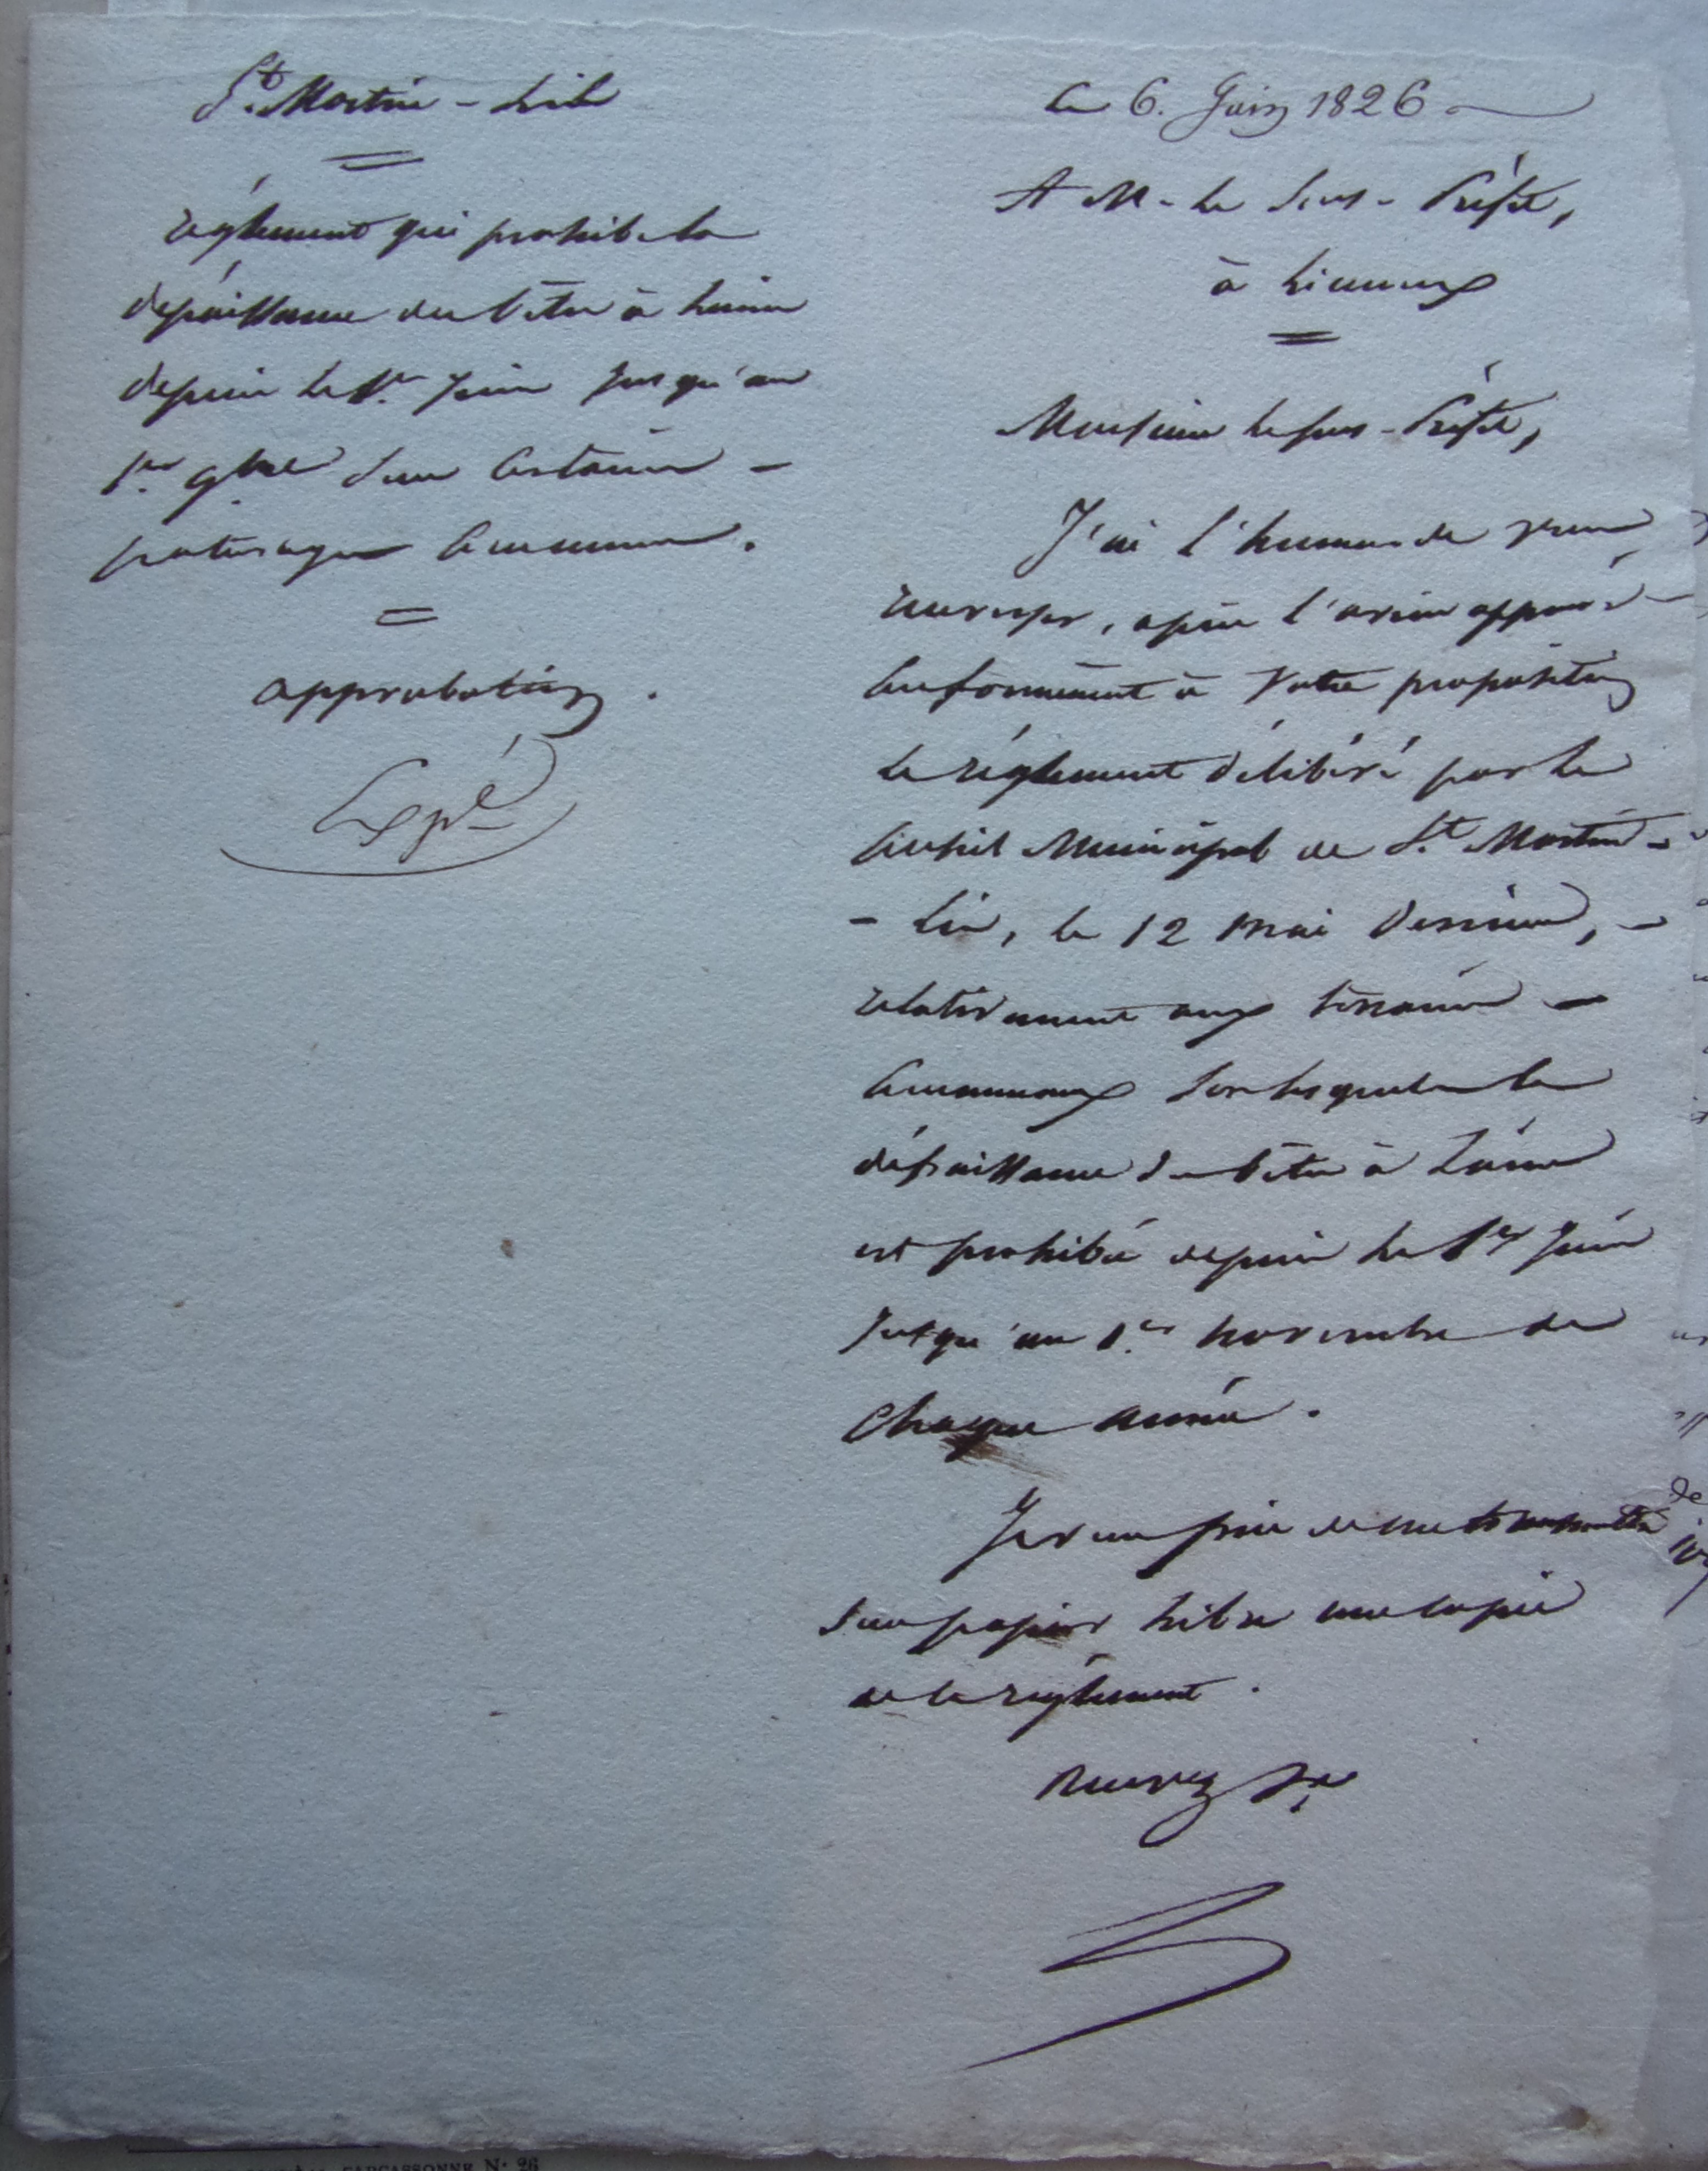 St. Martin - Lis
réglement qui prohibe la
dépaissance des bêtes à laine
depuis le 1er. Juin jusqu'au
1er. 9bre sur certains -
paturages communaux.
approbation.
Expé
Le 6. Juin 1826
A M. le Sous-Préfet,
à Limoux
Monsieur le sous-Préfet,
J'ai l'honneur de vous
renvoyer, après l'avoir approuvé -
conformément à votre proposition
le réglement délibéré par le
Conseil Municipal de St. Martin -
- Lis, le 12 mai dernier, -
relativement aux terrains -
communaux sur lesquels la
dépaissance des bêtes à laine
est prohibée depuis le 1er Juin
jusqu'au 1er. novembre de
chaque année.
Je vous prie de me transmettre
sur papier libre une copie
de ce réglement.
Recevez &a
CARCASSONNE N° 26